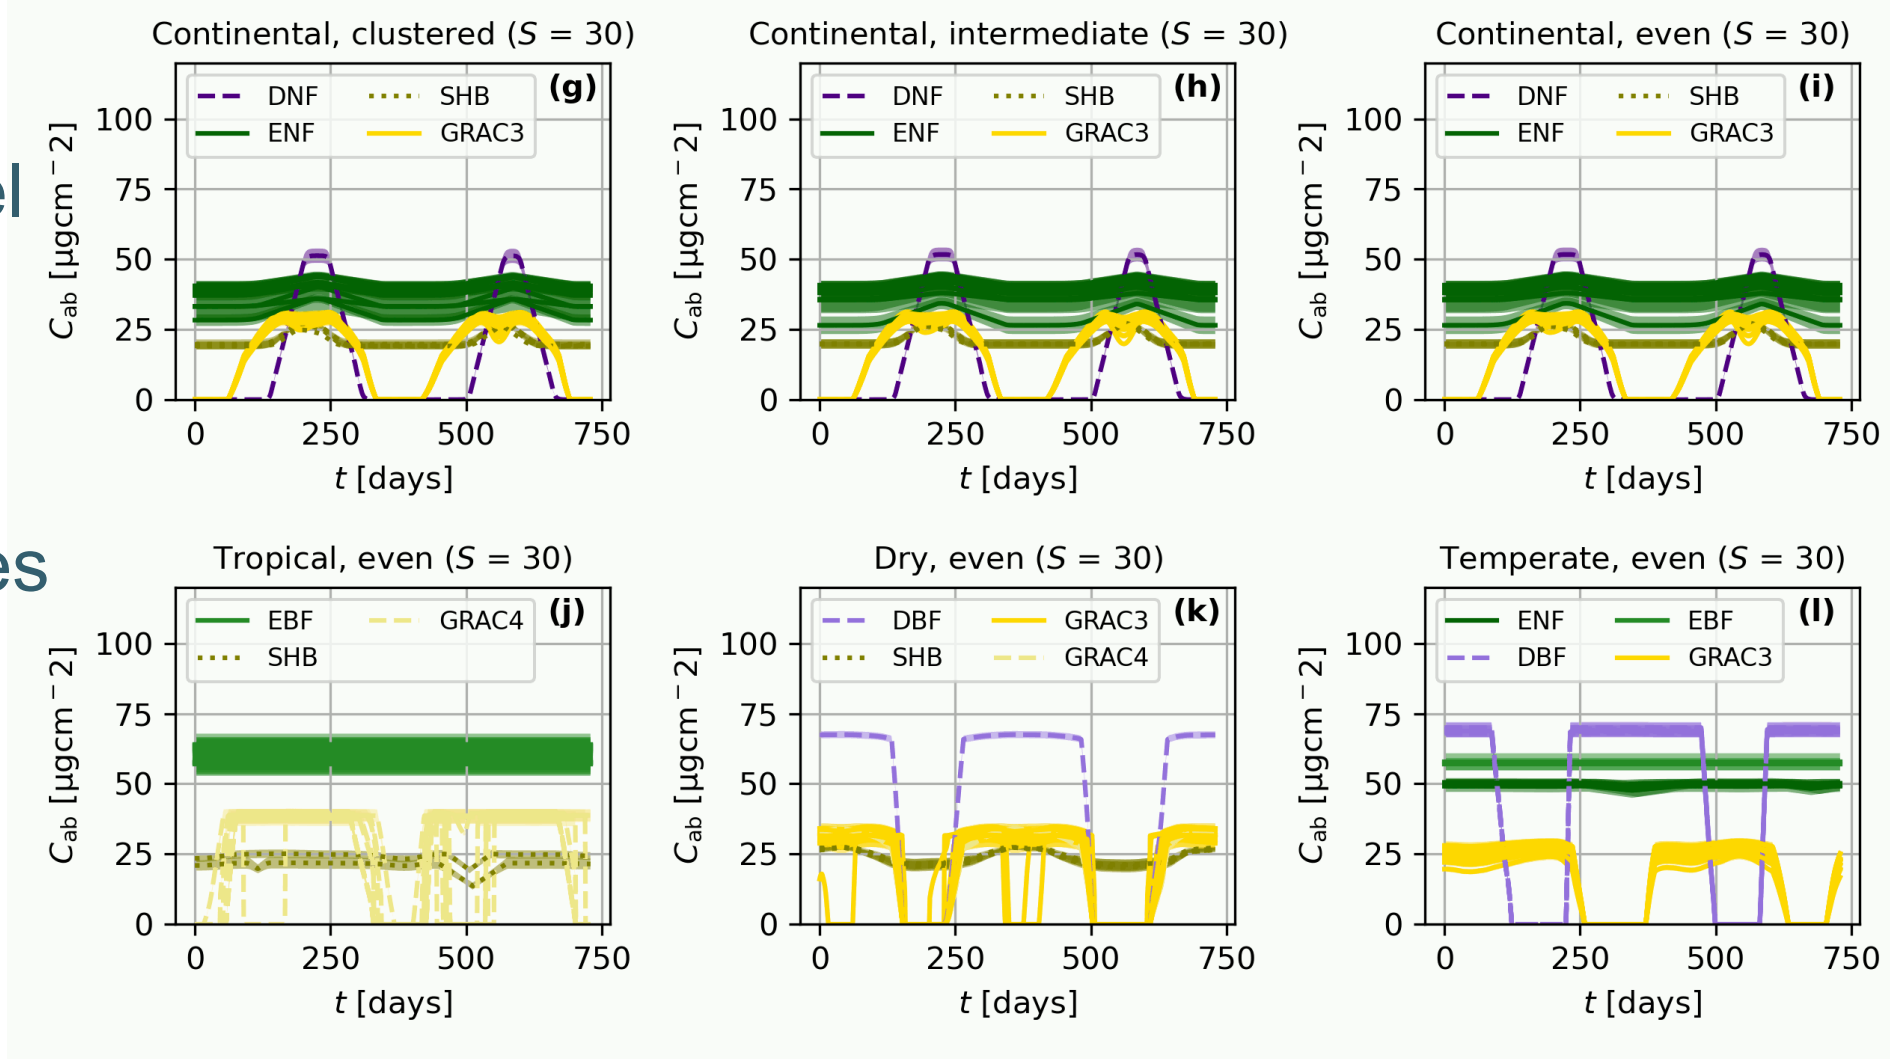 Continental, clustered (S = 30)
Continental, intermediate (S = 30)
Continental, even (S = 30)
(g)
DNF
SHB
ENF
GRAC3
Cab [µgcm−2]
100
75
50
25
0
0 250 500 750
t [days]
(h)
DNF
SHB
ENF
GRAC3
Cab [µgcm−2]
100
75
50
25
0
0 250 500 750
t [days]
(i)
DNF
SHB
ENF
GRAC3
Cab [µgcm−2]
100
75
50
25
0
0 250 500 750
t [days]
el
es
Tropical, even (S = 30)
Dry, even (S = 30)
Temperate, even (S = 30)
(j)
EBF
GRAC4
SHB
Cab [µgcm−2]
100
75
50
25
0
0 250 500 750
t [days]
(k)
DBF
GRAC3
SHB
GRAC4
Cab [µgcm−2]
100
75
50
25
0
0 250 500 750
t [days]
(l)
ENF
EBF
DBF
GRAC3
Cab [µgcm−2]
100
75
50
25
0
0 250 500 750
t [days]